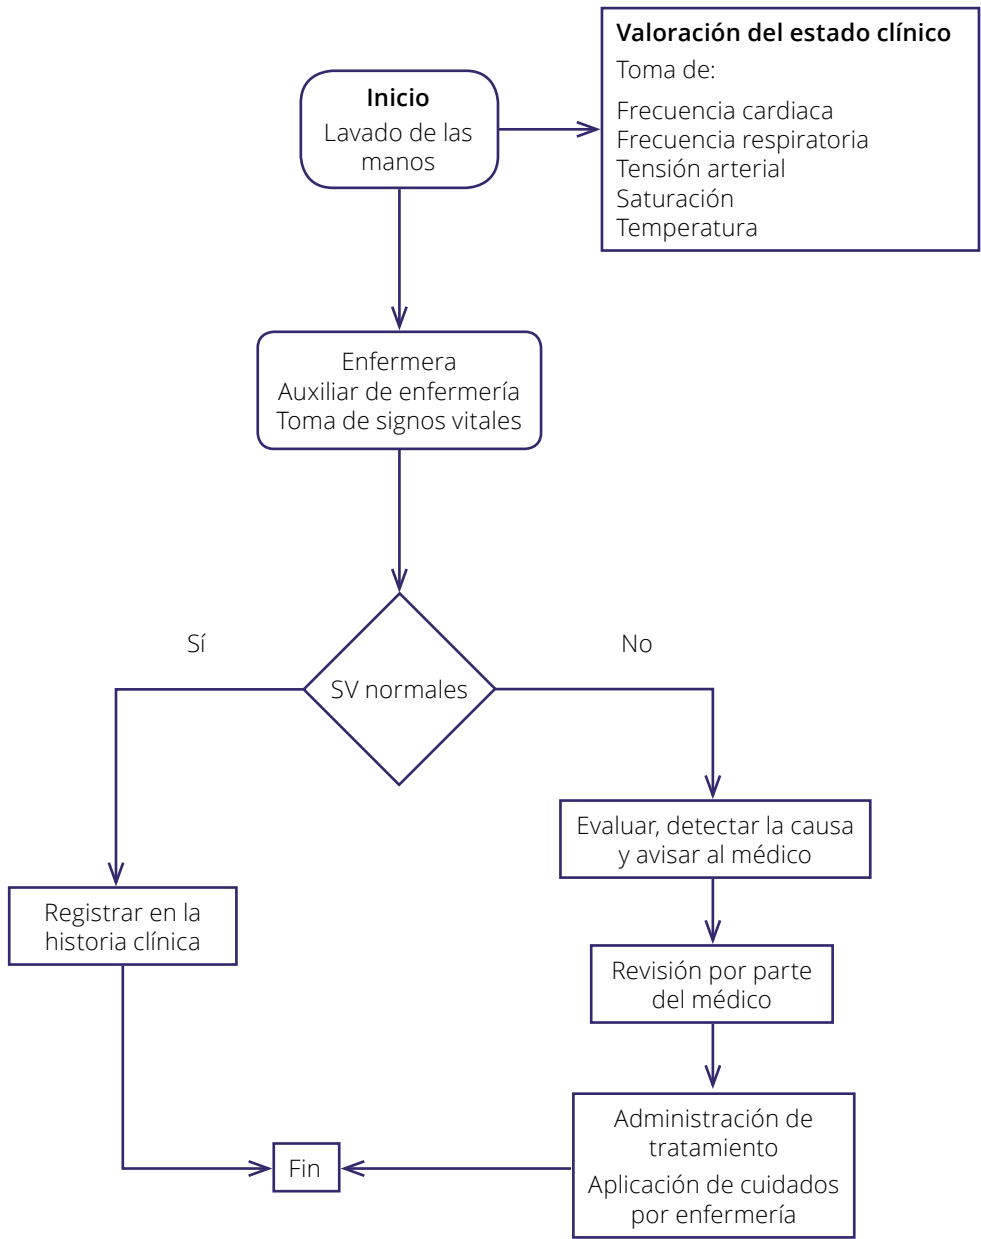 Inicio
Lavado de las
manos
Valoración del estado clínico
Toma de:
Frecuencia cardiaca
Frecuencia respiratoria
Tensión arterial
Saturación
Temperatura
Enfermera
Auxiliar de enfermería
Toma de signos vitales
SV normales
Sí
No
Registrar en la
historia clínica
Evaluar, detectar la causa
y avisar al médico
Revisión por parte
del médico
Administración de
tratamiento
Aplicación de cuidados
por enfermería
Fin